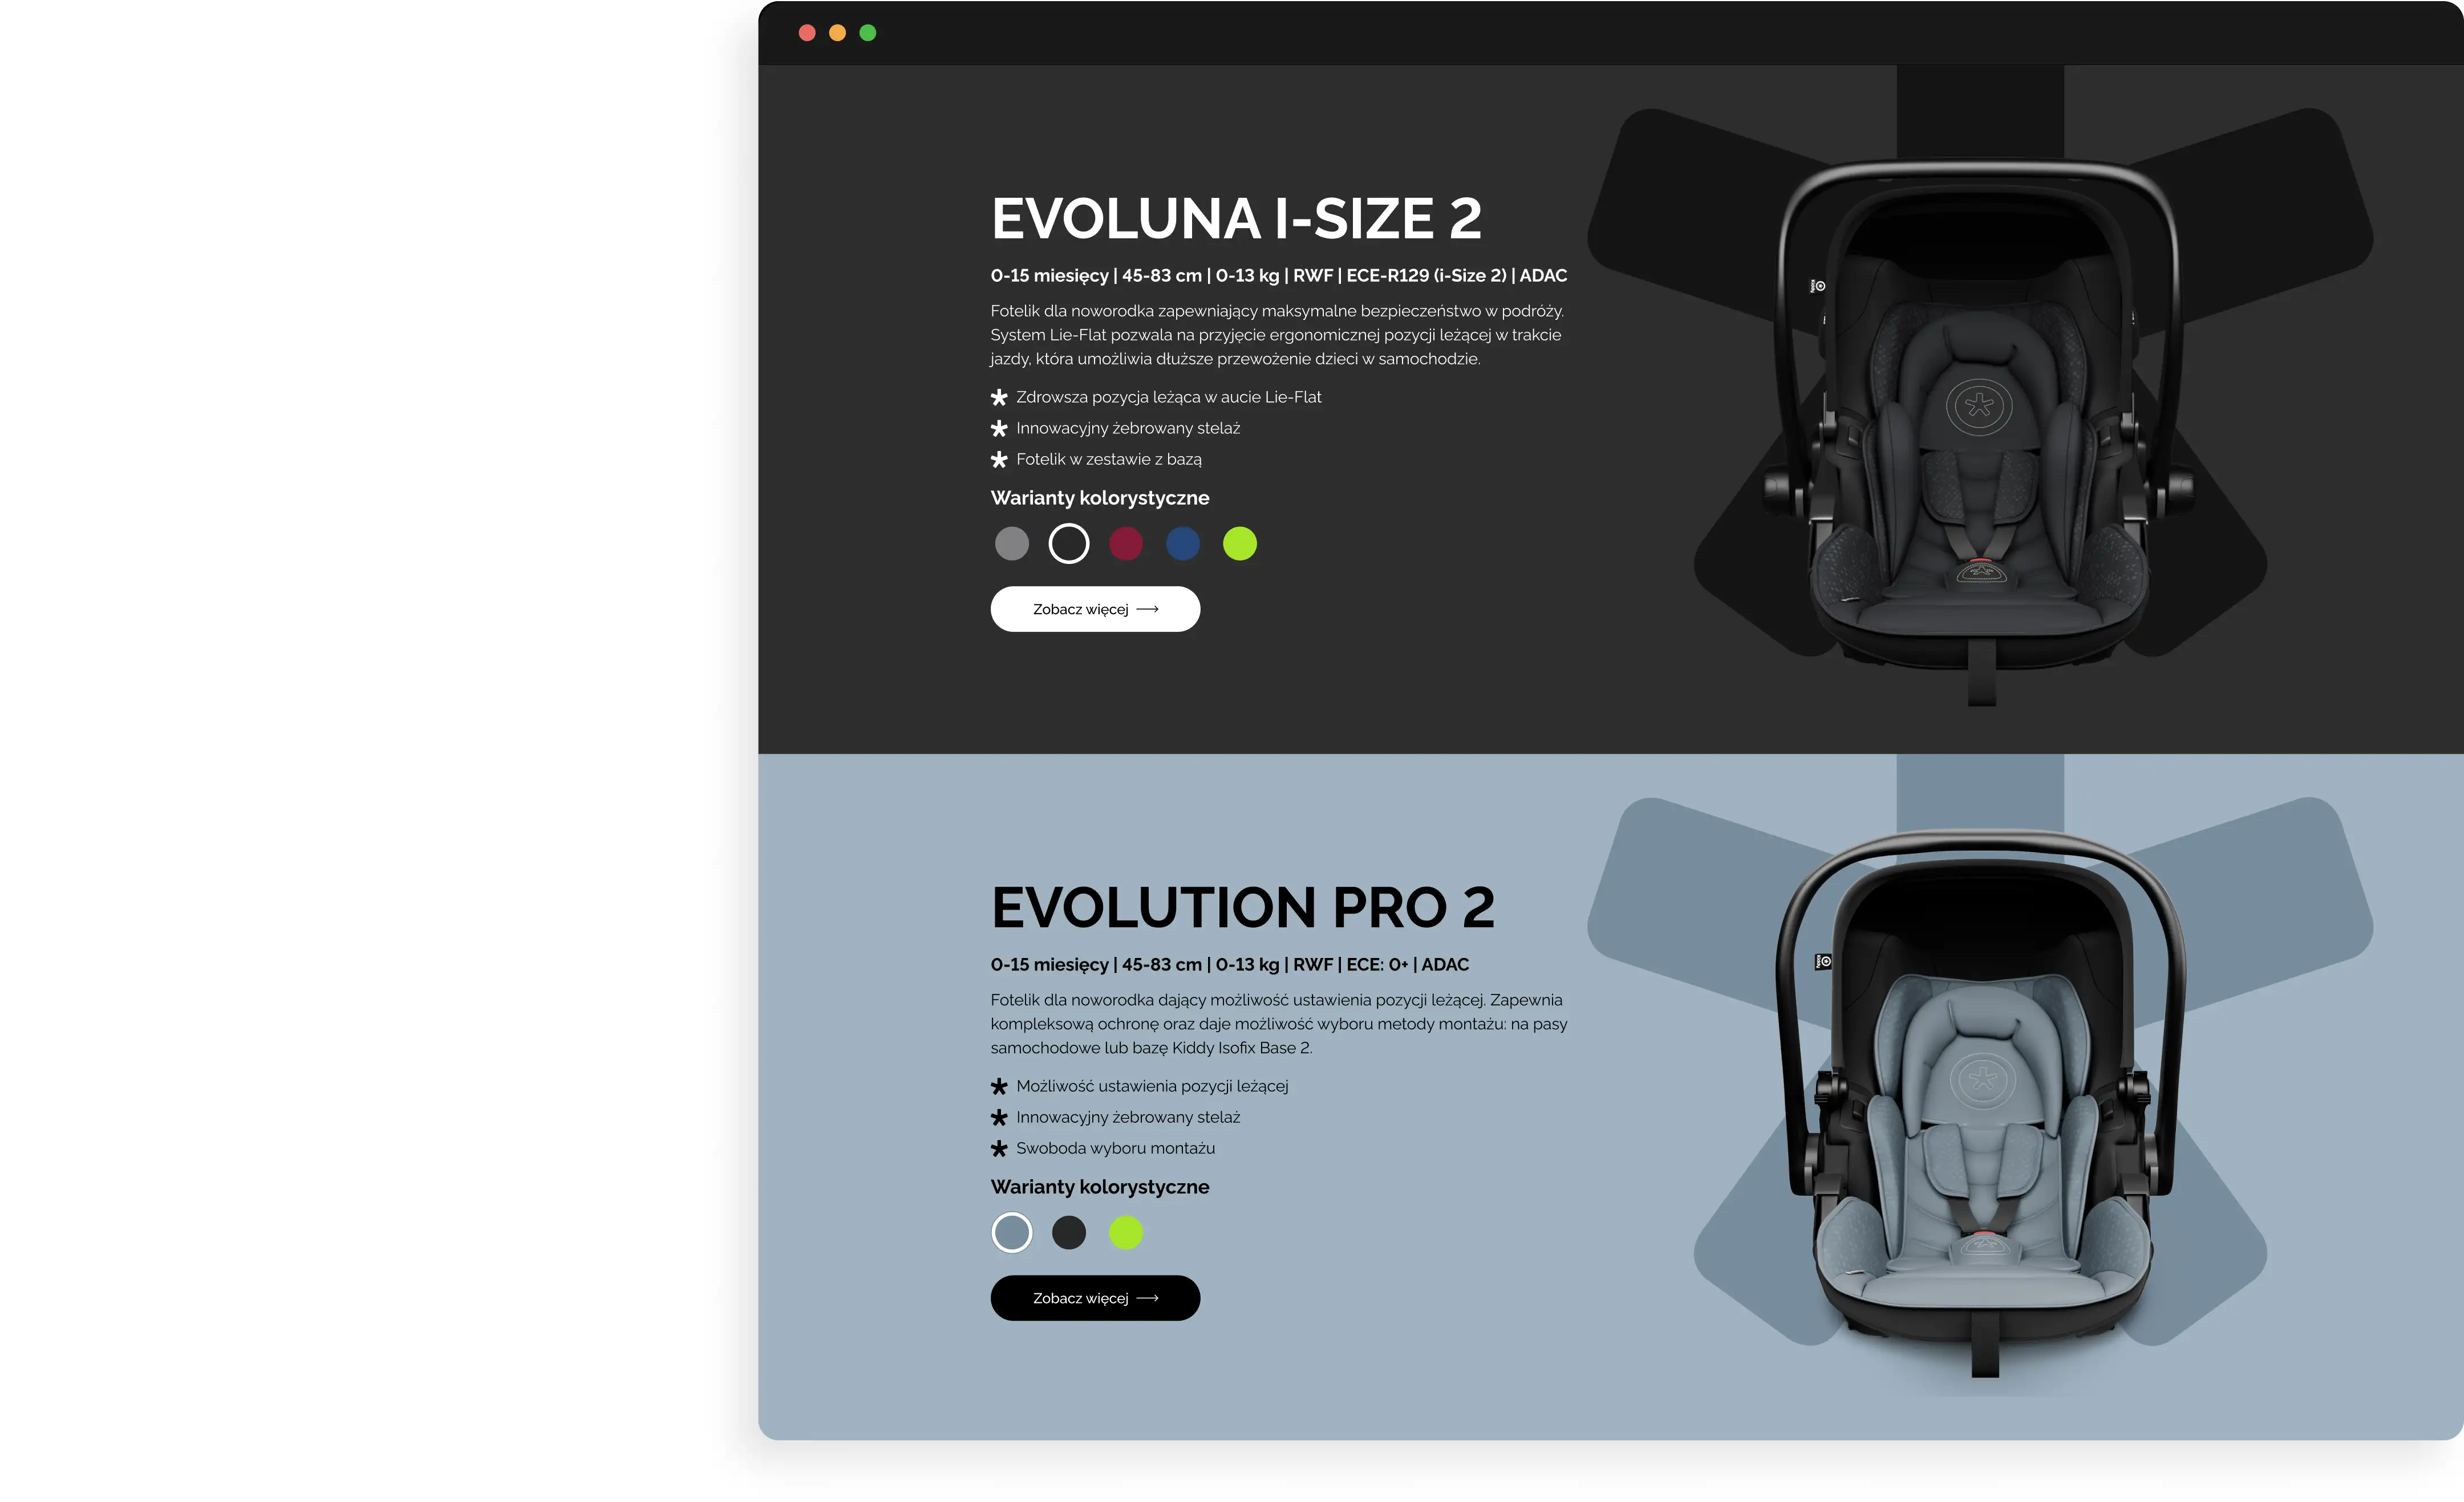 EVOLUNA I-SIZE 2
0-15 miesięcy | 45-83 cm | 0-13 kg | RWF | ECE-R129 (i-Size 2) | ADAC
Fotelik dla noworodka zapewniający maksymalne bezpieczeństwo w podróży.
System Lie-Flat pozwala na przyjęcie ergonomicznej pozycji leżącej w trakcie
jazdy, która umożliwia dłuższe przewożenie dzieci w samochodzie.
Zdrowsza pozycja leżąca w aucie Lie-Flat
Innowacyjny żebrowany stelaż
Fotelik w zestawie z bazą
Warianty kolorystyczne
Zobacz więcej
EVOLUTION PRO 2
0-15 miesięcy | 45-83 cm | 0-13 kg | RWF | ECE: 0+ | ADAC
Fotelik dla noworodka dający możliwość ustawienia pozycji leżącej. Zapewnia
kompleksową ochronę oraz daje możliwość wyboru metody montażu: na pasy
samochodowe lub bazę Kiddy Isofix Base 2.
Możliwość ustawienia pozycji leżącej
Innowacyjny żebrowany stelaż
Swoboda wyboru montażu
Warianty kolorystyczne
Zobacz więcej